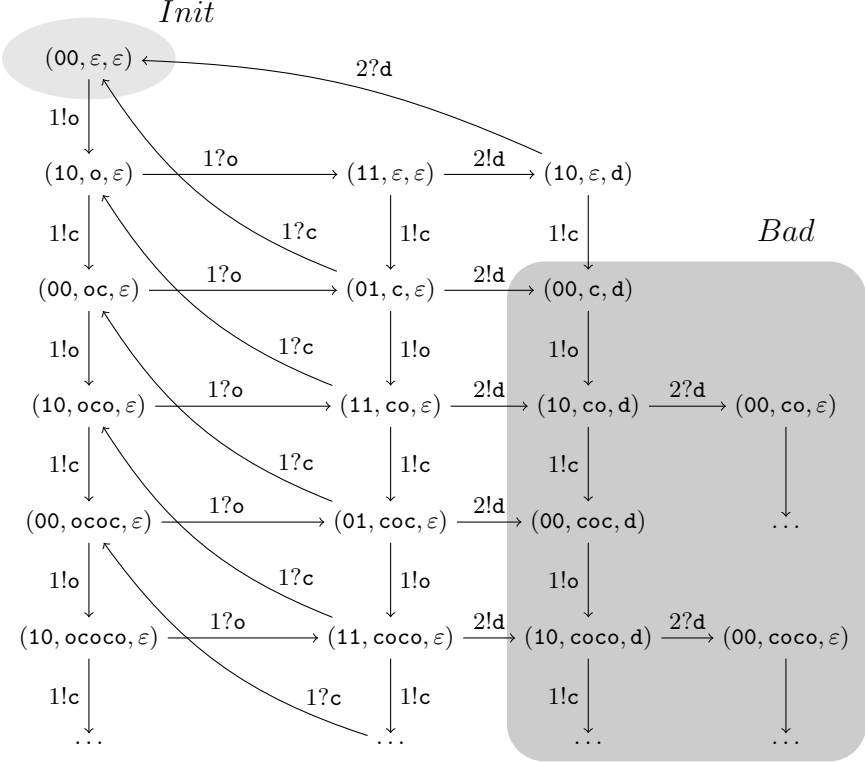 Init
(00, ε, ε)
2?d
1!o
(10, o, ε) 1?o (11, ε, ε) 2!d (10, ε, d)
1!c 1?c 1!c 1!c Bad
(00, oc, ε) 1?o (01, c, ε) 2!d (00, c, d)
1!o 1?c 1!o 1!o
(10, oco, ε) 1?o (11, co, ε) 2!d (10, co, d) 2?d (00, co, ε)
1!c 1?c 1!c 1!c
(00, ococ, ε) 1?o (01, coc, ε) 2!d (00, coc, d) ...
1!o 1?c 1!o 1!o
(10, ococo, ε) 1?o (11, coco, ε) 2!d (10, coco, d) 2?d (00, coco, ε)
1!c 1?c 1!c 1!c
... ... ... ...